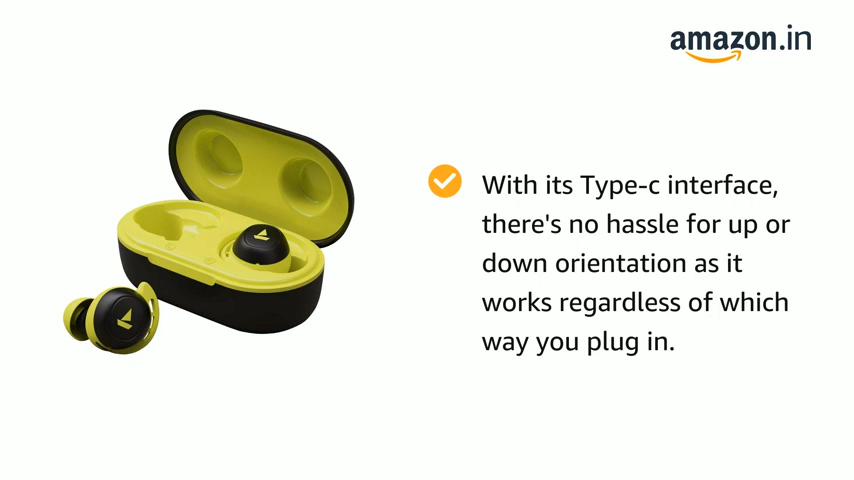 amazon.in
With its Type-c interface,
there's no hassle for up or
down orientation as it
works regardless of which
way you plug in.